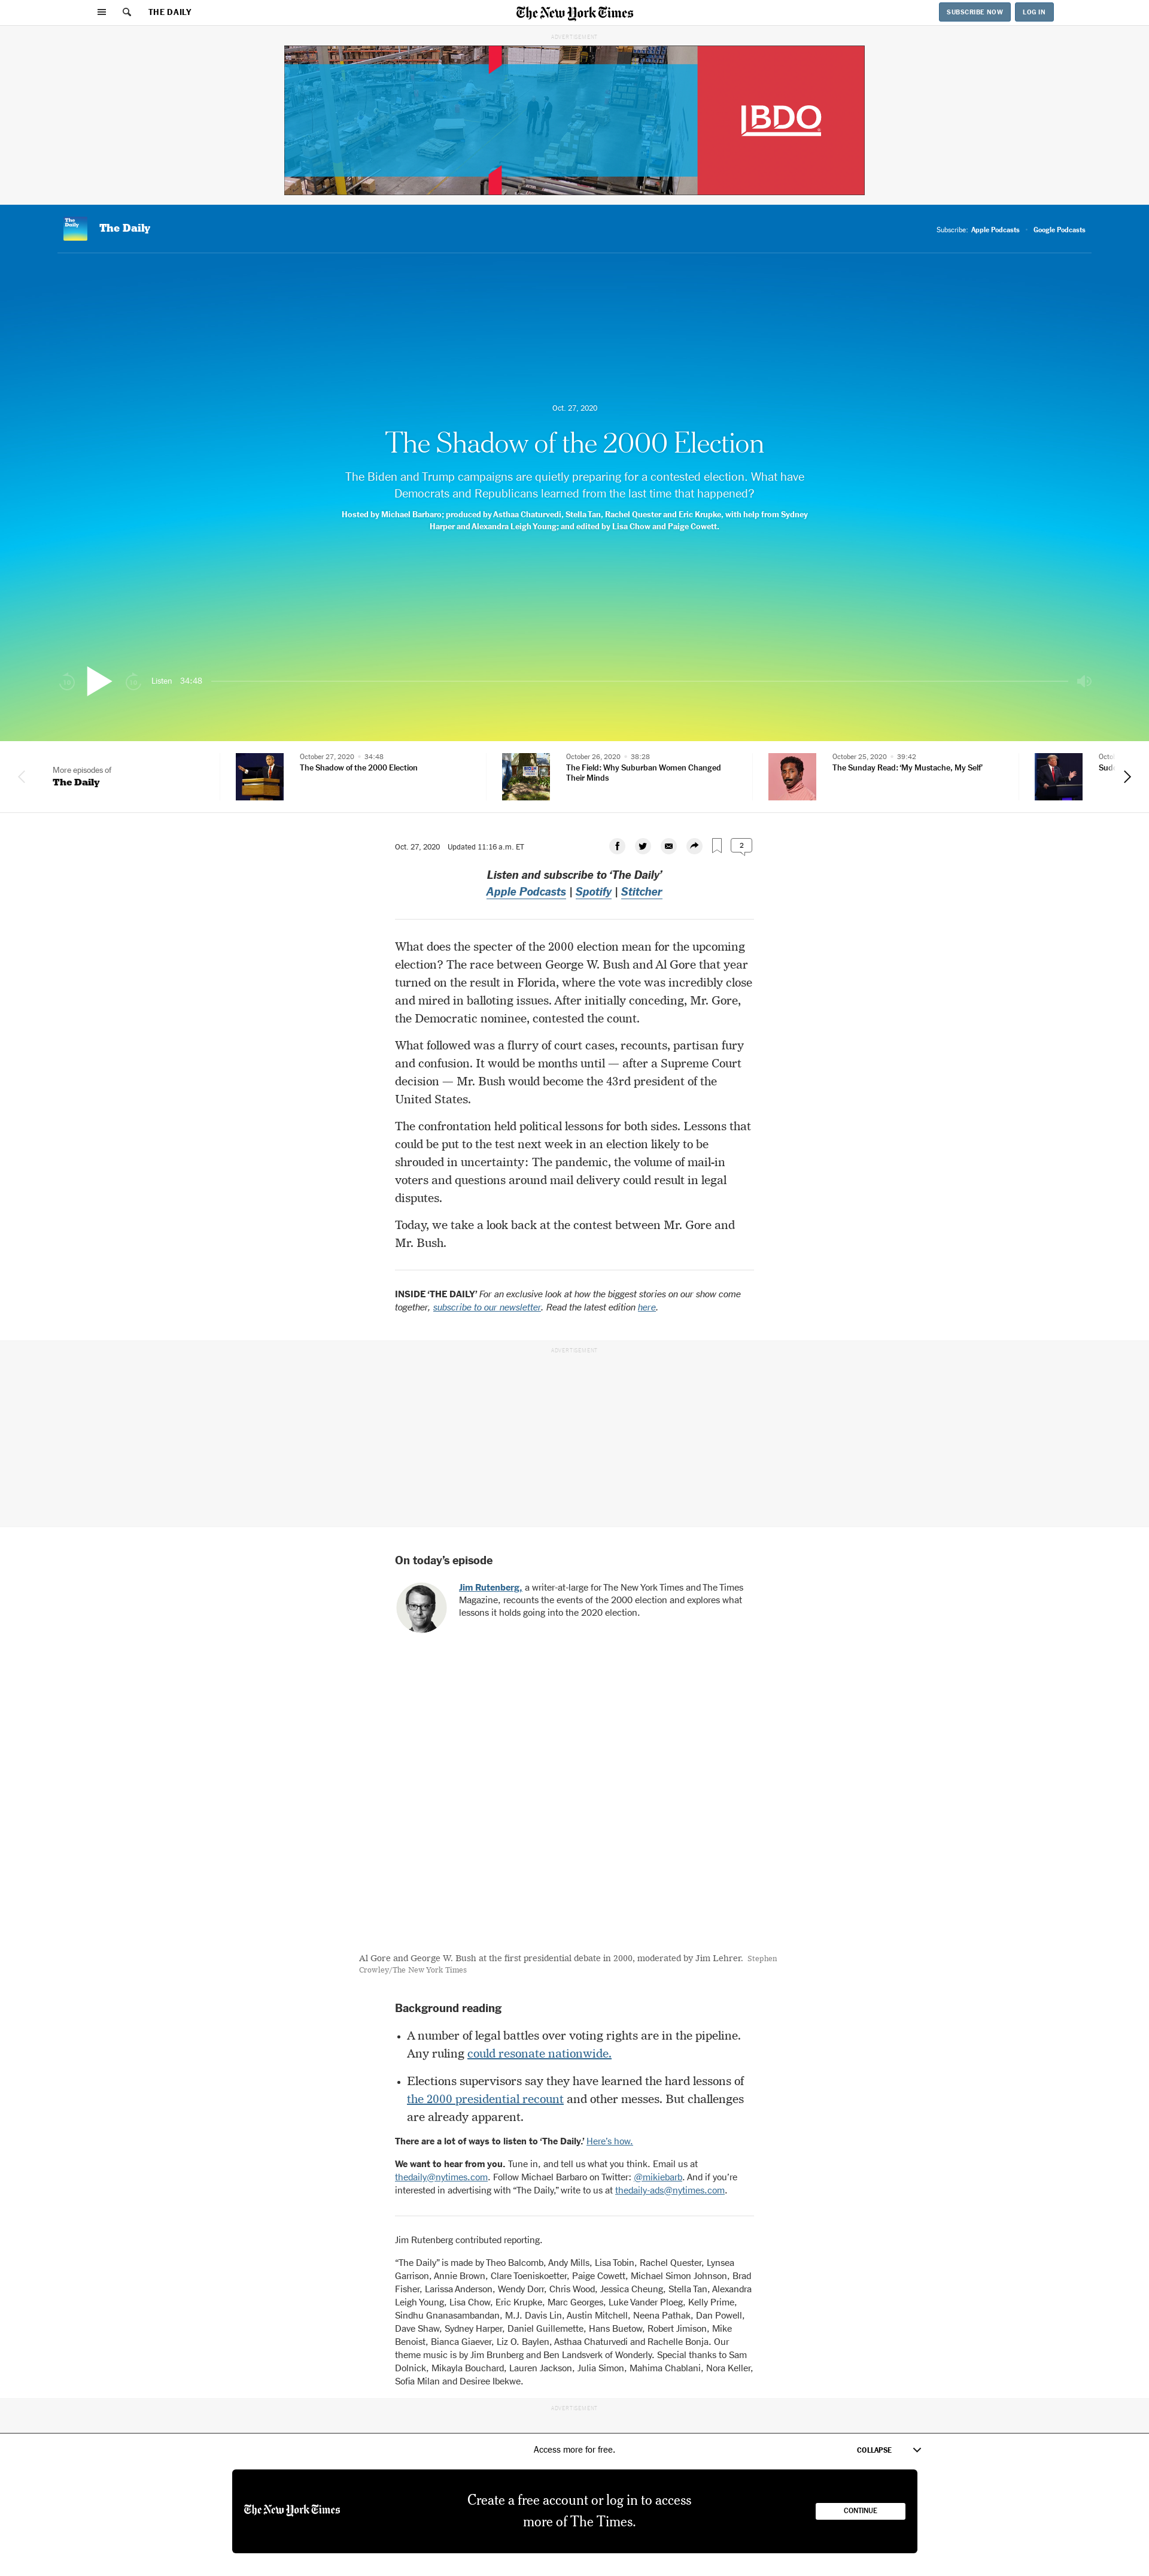 THE DAILY
The New York Times
SUBSCRIBE NOW
LOG IN
ADVERTISEMENT
BDO
The Daily
The Daily
Subscribe: Apple Podcasts
Google Podcasts
Oct. 27, 2020
The Shadow of the 2000 Election
The Biden and Trump campaigns are quietly preparing for a contested election. What have
Democrats and Republicans learned from the last time that happened?
Hosted by Michael Barbaro; produced by Asthaa Chaturvedi, Stella Tan, Rachel Quester and Eric Krupke, with help from Sydney
Harper and Alexandra Leigh Young; and edited by Lisa Chow and Paige Cowett.
Listen 34:48
More episodes of
The Daily
October 27, 2020 • 34:48
The Shadow of the 2000 Election
October 26, 2020 • 38:28
The Field: Why Suburban Women Changed
Their Minds
October 25, 2020 • 39:42
The Sunday Read: ‘My Mustache, My Self’
Oct. 27, 2020 Updated 11:16 a.m. ET
2
Listen and subscribe to ‘The Daily’
Apple Podcasts | Spotify | Stitcher
What does the specter of the 2000 election mean for the upcoming
election? The race between George W. Bush and Al Gore that year
turned on the result in Florida, where the vote was incredibly close
and mired in balloting issues. After initially conceding, Mr. Gore,
the Democratic nominee, contested the count.
What followed was a flurry of court cases, recounts, partisan fury
and confusion. It would be months until — after a Supreme Court
decision — Mr. Bush would become the 43rd president of the
United States.
The confrontation held political lessons for both sides. Lessons that
could be put to the test next week in an election likely to be
shrouded in uncertainty: The pandemic, the volume of mail-in
voters and questions around mail delivery could result in legal
disputes.
Today, we take a look back at the contest between Mr. Gore and
Mr. Bush.
INSIDE ‘THE DAILY’ For an exclusive look at how the biggest stories on our show come
together, subscribe to our newsletter. Read the latest edition here.
ADVERTISEMENT
On today’s episode
Jim Rutenberg, a writer-at-large for The New York Times and The Times
Magazine, recounts the events of the 2000 election and explores what
lessons it holds going into the 2020 election.
Al Gore and George W. Bush at the first presidential debate in 2000, moderated by Jim Lehrer. Stephen
Crowley/The New York Times
Background reading
• A number of legal battles over voting rights are in the pipeline.
Any ruling could resonate nationwide.
• Elections supervisors say they have learned the hard lessons of
the 2000 presidential recount and other messes. But challenges
are already apparent.
There are a lot of ways to listen to ‘The Daily.’ Here’s how.
We want to hear from you. Tune in, and tell us what you think. Email us at
thedaily@nytimes.com. Follow Michael Barbaro on Twitter: @mikiebarb. And if you’re
interested in advertising with “The Daily,” write to us at thedaily-ads@nytimes.com.
Jim Rutenberg contributed reporting.
“The Daily” is made by Theo Balcomb, Andy Mills, Lisa Tobin, Rachel Quester, Lynsea
Garrison, Annie Brown, Clare Toeniskoetter, Paige Cowett, Michael Simon Johnson, Brad
Fisher, Larissa Anderson, Wendy Dorr, Chris Wood, Jessica Cheung, Stella Tan, Alexandra
Leigh Young, Lisa Chow, Eric Krupke, Marc Georges, Luke Vander Ploeg, Kelly Prime,
Sindhu Gnanasambandan, M.J. Davis Lin, Austin Mitchell, Neena Pathak, Dan Powell,
Dave Shaw, Sydney Harper, Daniel Guillemette, Hans Buetow, Robert Jimison, Mike
Benoist, Bianca Giaever, Liz O. Baylen, Asthaa Chaturvedi and Rachelle Bonja. Our
theme music is by Jim Brunberg and Ben Landsverk of Wonderly. Special thanks to Sam
Dolnick, Mikayla Bouchard, Lauren Jackson, Julia Simon, Mahima Chablani, Nora Keller,
Sofia Milan and Desiree Ibekwe.
ADVERTISEMENT
Access more for free.
COLLAPSE
The New York Times
Create a free account or log in to access
more of The Times.
CONTINUE